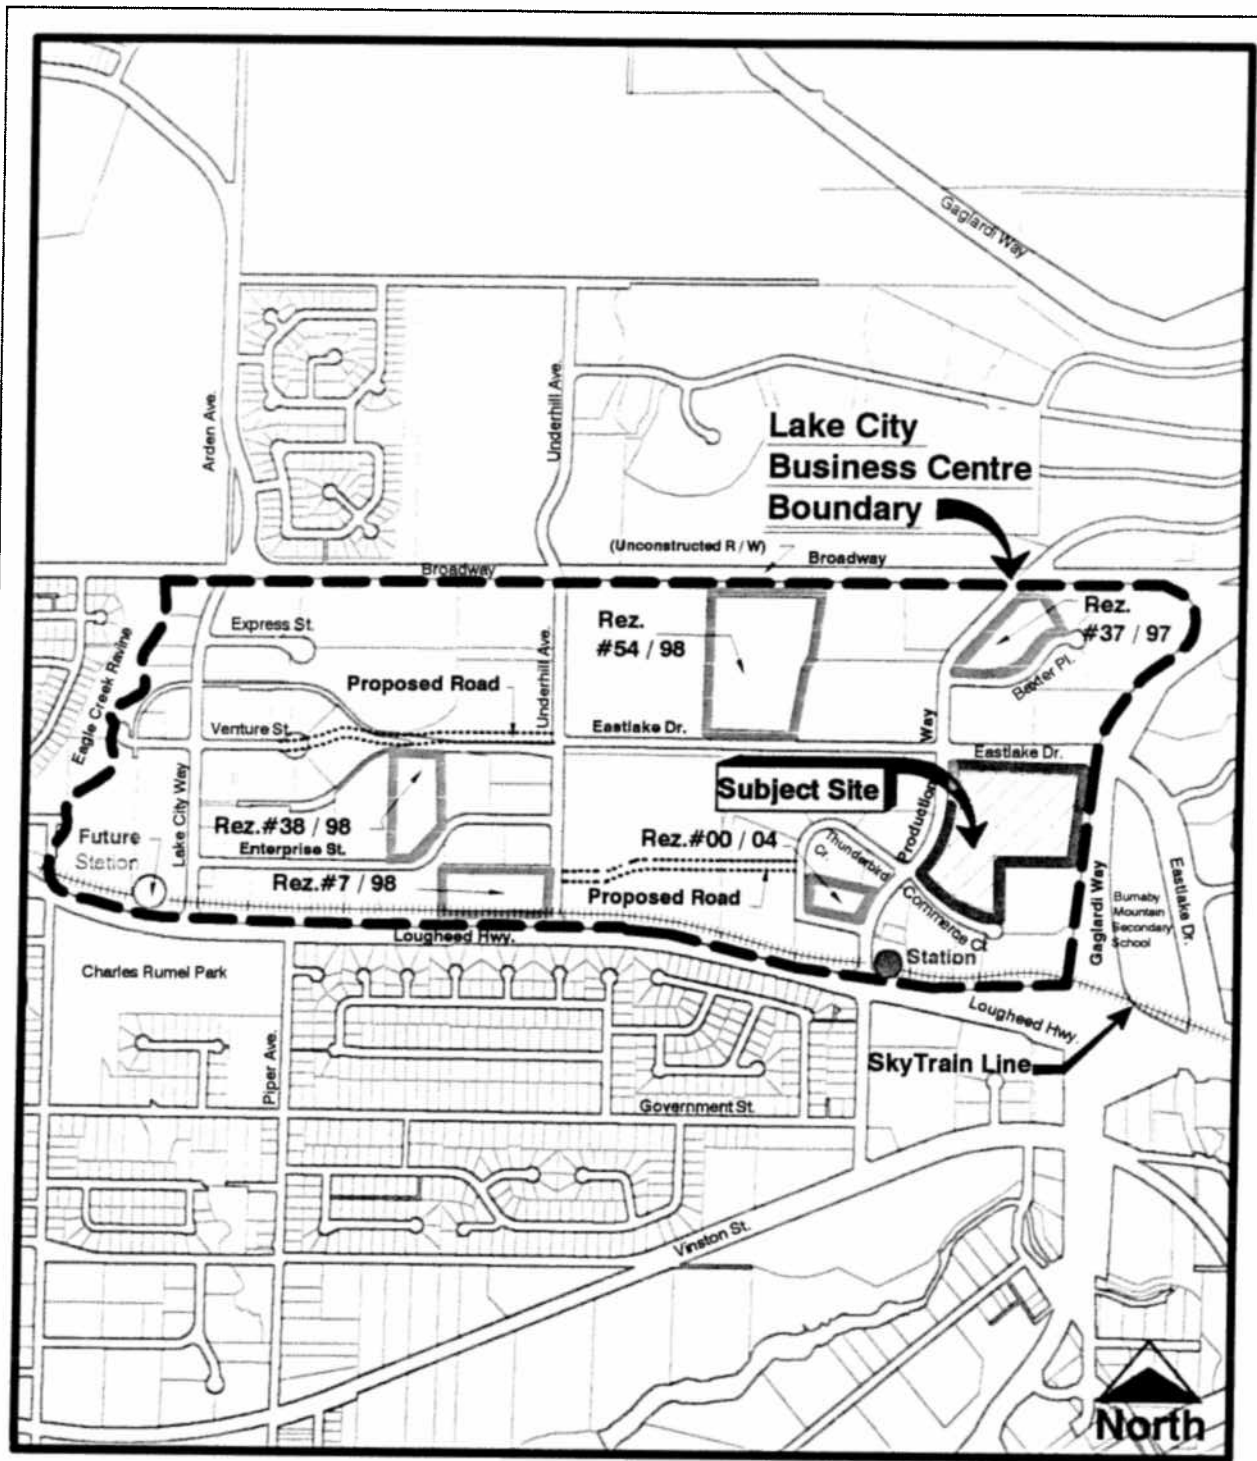 Gaglardi Way
Arden Ave.
Underhill Ave.
Lake City
Business Centre
Boundary
(Unconstructed R / W)
Broadway
Broadway
Express St.
Rez.
#54 / 98
Rez.
#37 / 97
Baxter Pl.
Eagle Creek Ravine
Underhill Ave.
Proposed Road
Venture St.
Eastlake Dr.
Way
Eastlake Dr.
Subject Site
Production
Lake City Way
Rez.#38 / 98
Enterprise St.
Rez.#00 / 04
Thunderbird
Cr.
Future
Station
Rez.#7 / 98
Proposed Road
Commerce Ct.
Gaglardi Way
Burnaby
Mountain
Secondary
School
Eastlake Dr.
Lougheed Hwy.
Station
Charles Rumel Park
Lougheed Hwy.
SkyTrain Line
Piper Ave.
Government St.
Vinston St.
North